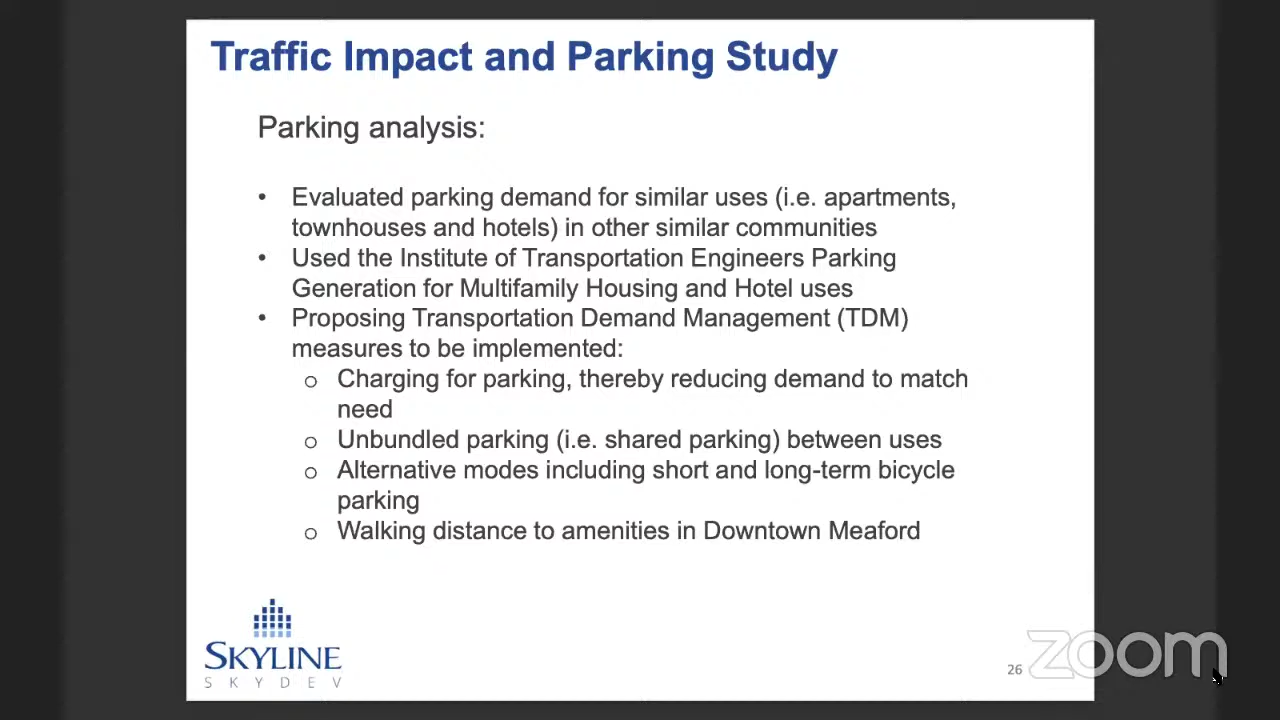 Traffic Impact and Parking Study
Parking analysis:
• Evaluated parking demand for similar uses (i.e. apartments,
townhouses and hotels) in other similar communities
• Used the Institute of Transportation Engineers Parking
Generation for Multifamily Housing and Hotel uses
• Proposing Transportation Demand Management (TDM)
measures to be implemented:
o Charging for parking, thereby reducing demand to match
need
o Unbundled parking (i.e. shared parking) between uses
o Alternative modes including short and long-term bicycle
parking
o Walking distance to amenities in Downtown Meaford
SKYLINE
SKYDEV
26
zoom